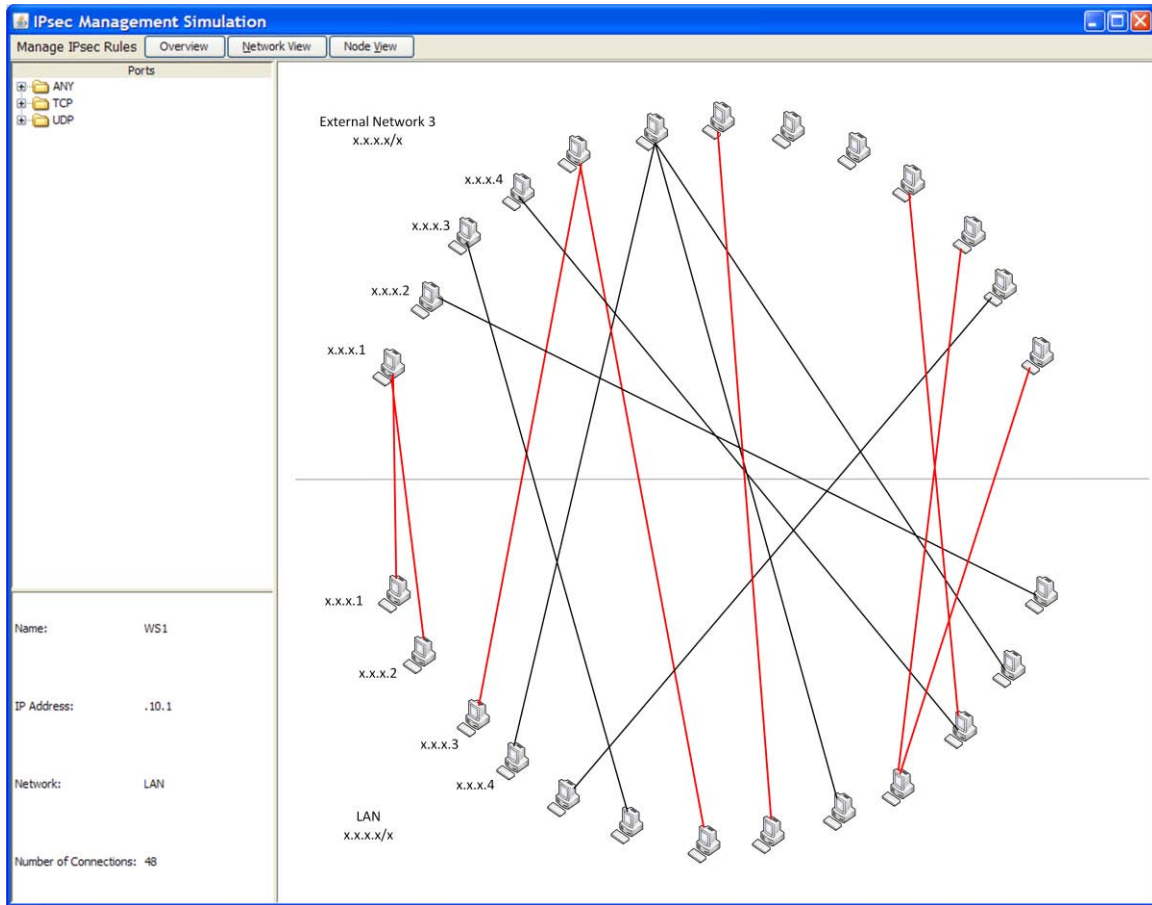 IPsec Management Simulation
Manage IPsec Rules Overview Network View Node View
Ports
ANY
TCP
UDP
Name: WS1
IP Address: .10.1
Network: LAN
Number of Connections: 48
External Network 3
x.x.x.x/x
x.x.x.4
x.x.x.3
x.x.x.2
x.x.x.1
x.x.x.1
x.x.x.2
x.x.x.3
x.x.x.4
LAN
x.x.x.x/x